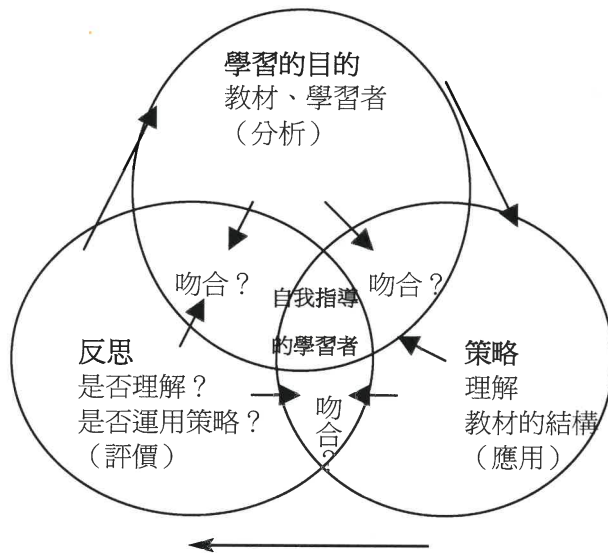 學習的目的
教材、學習者
（分析）
吻合？
吻合？
自我指導
的學習者
反思
是否理解？
是否運用策略？
（評價）
吻合？
策略
理解
教材的結構
（應用）